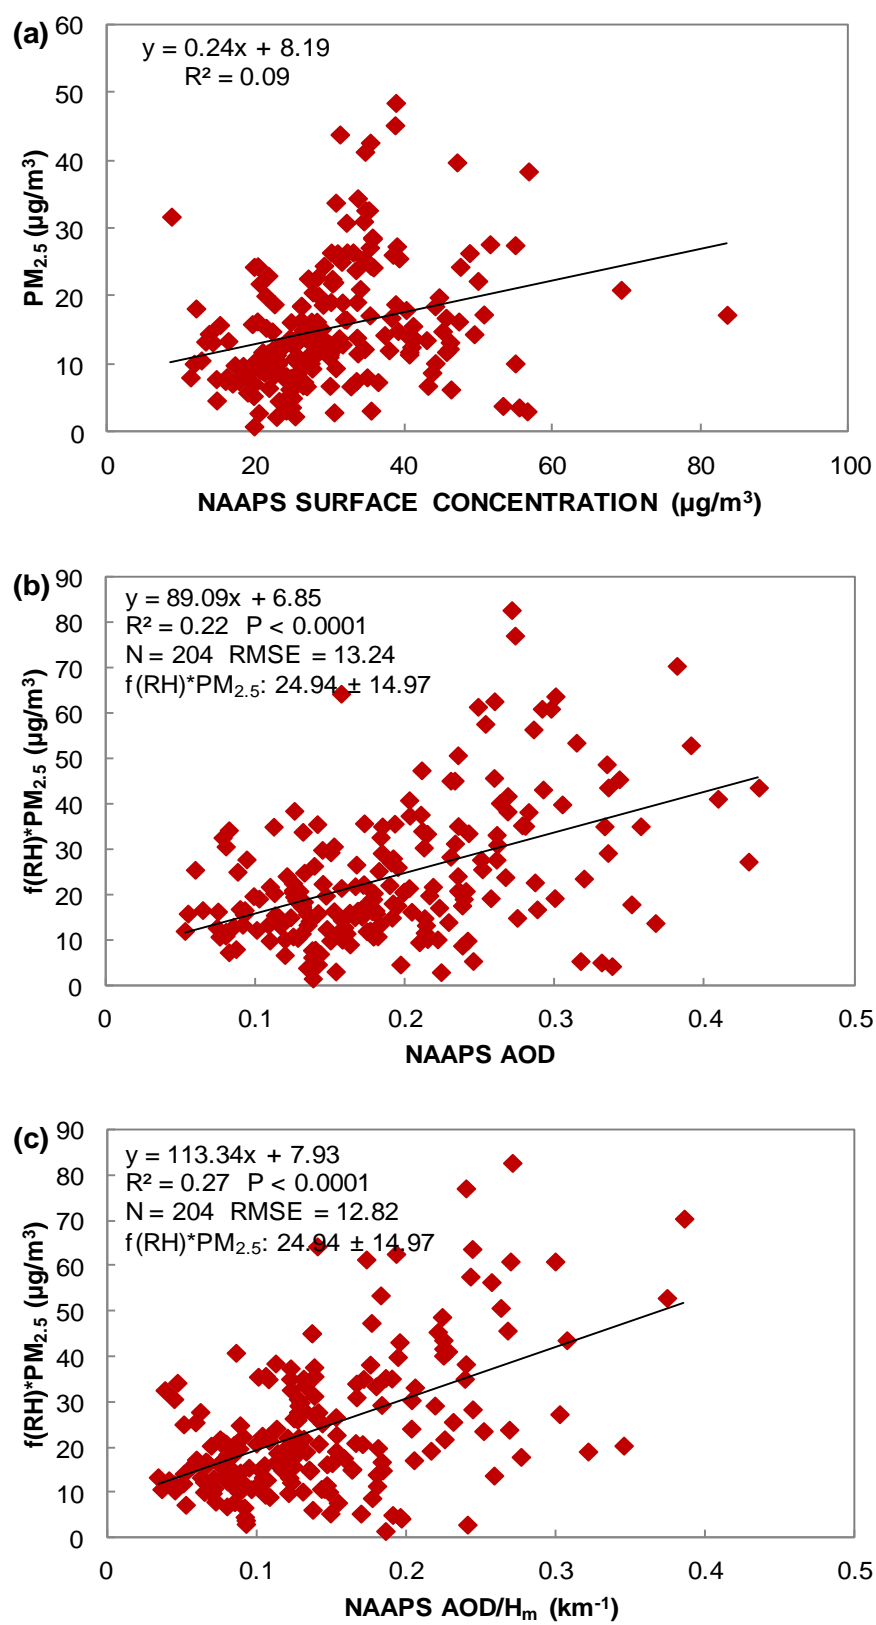 (a)
y = 0.24x + 8.19
R² = 0.09
60
50
40
30
20
10
0
PM2.5 (µg/m³)
0 20 40 60 80 100
NAAPS SURFACE CONCENTRATION (µg/m³)
(b)
y = 89.09x + 6.85
R² = 0.22 P < 0.0001
N = 204 RMSE = 13.24
f(RH)*PM2.5: 24.94 ± 14.97
90
80
70
60
50
40
30
20
10
0
f(RH)*PM2.5 (µg/m³)
0 0.1 0.2 0.3 0.4 0.5
NAAPS AOD
(c)
y = 113.34x + 7.93
R² = 0.27 P < 0.0001
N = 204 RMSE = 12.82
f(RH)*PM2.5: 24.94 ± 14.97
90
80
70
60
50
40
30
20
10
0
f(RH)*PM2.5 (µg/m³)
0 0.1 0.2 0.3 0.4 0.5
NAAPS AOD/Hm (km⁻¹)